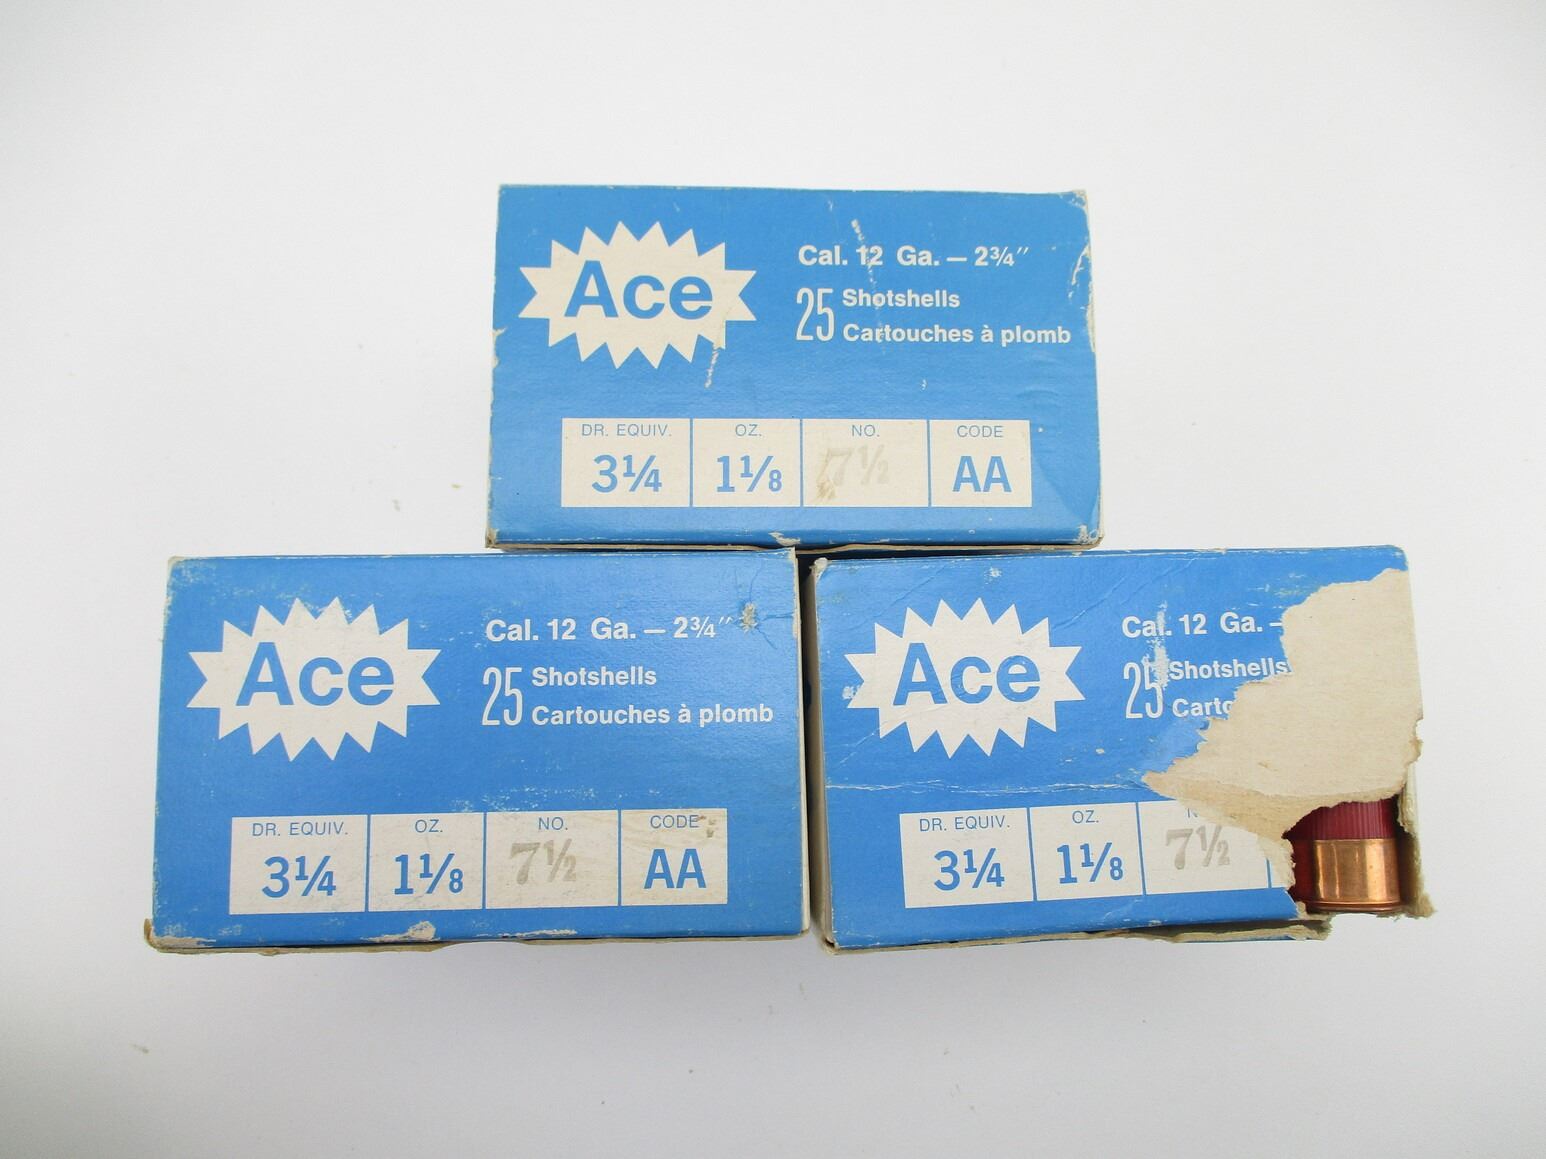 Ace
Cal. 12 Ga. — 2¾″
25 Shotshells
Cartouches à plomb
DR. EQUIV. OZ. NO. CODE
3¼ 1⅛ 7½ AA
Ace
Cal. 12 Ga. — 2¾″
25 Shotshells
Cartouches à plomb
DR. EQUIV. OZ. NO. CODE
3¼ 1⅛ 7½ AA
Ace
Cal. 12 Ga. —
25 Shotshells
Carto
DR. EQUIV. OZ.
3¼ 1⅛ 7½